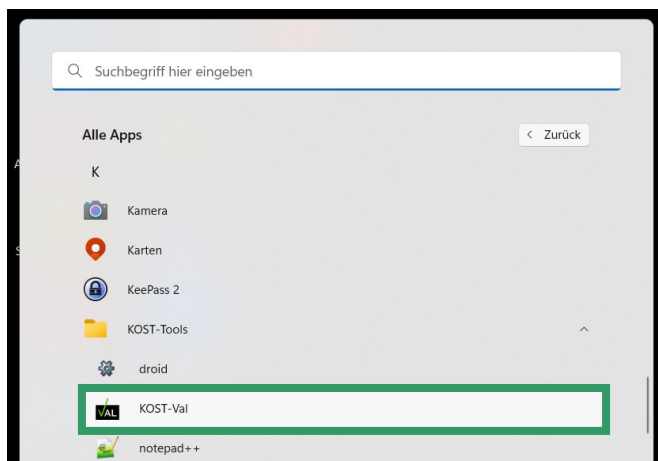 Suchbegriff hier eingeben
Alle Apps
Zurück
K
Kamera
Karten
KeePass 2
KOST-Tools
droid
VAL
KOST-Val
notepad++